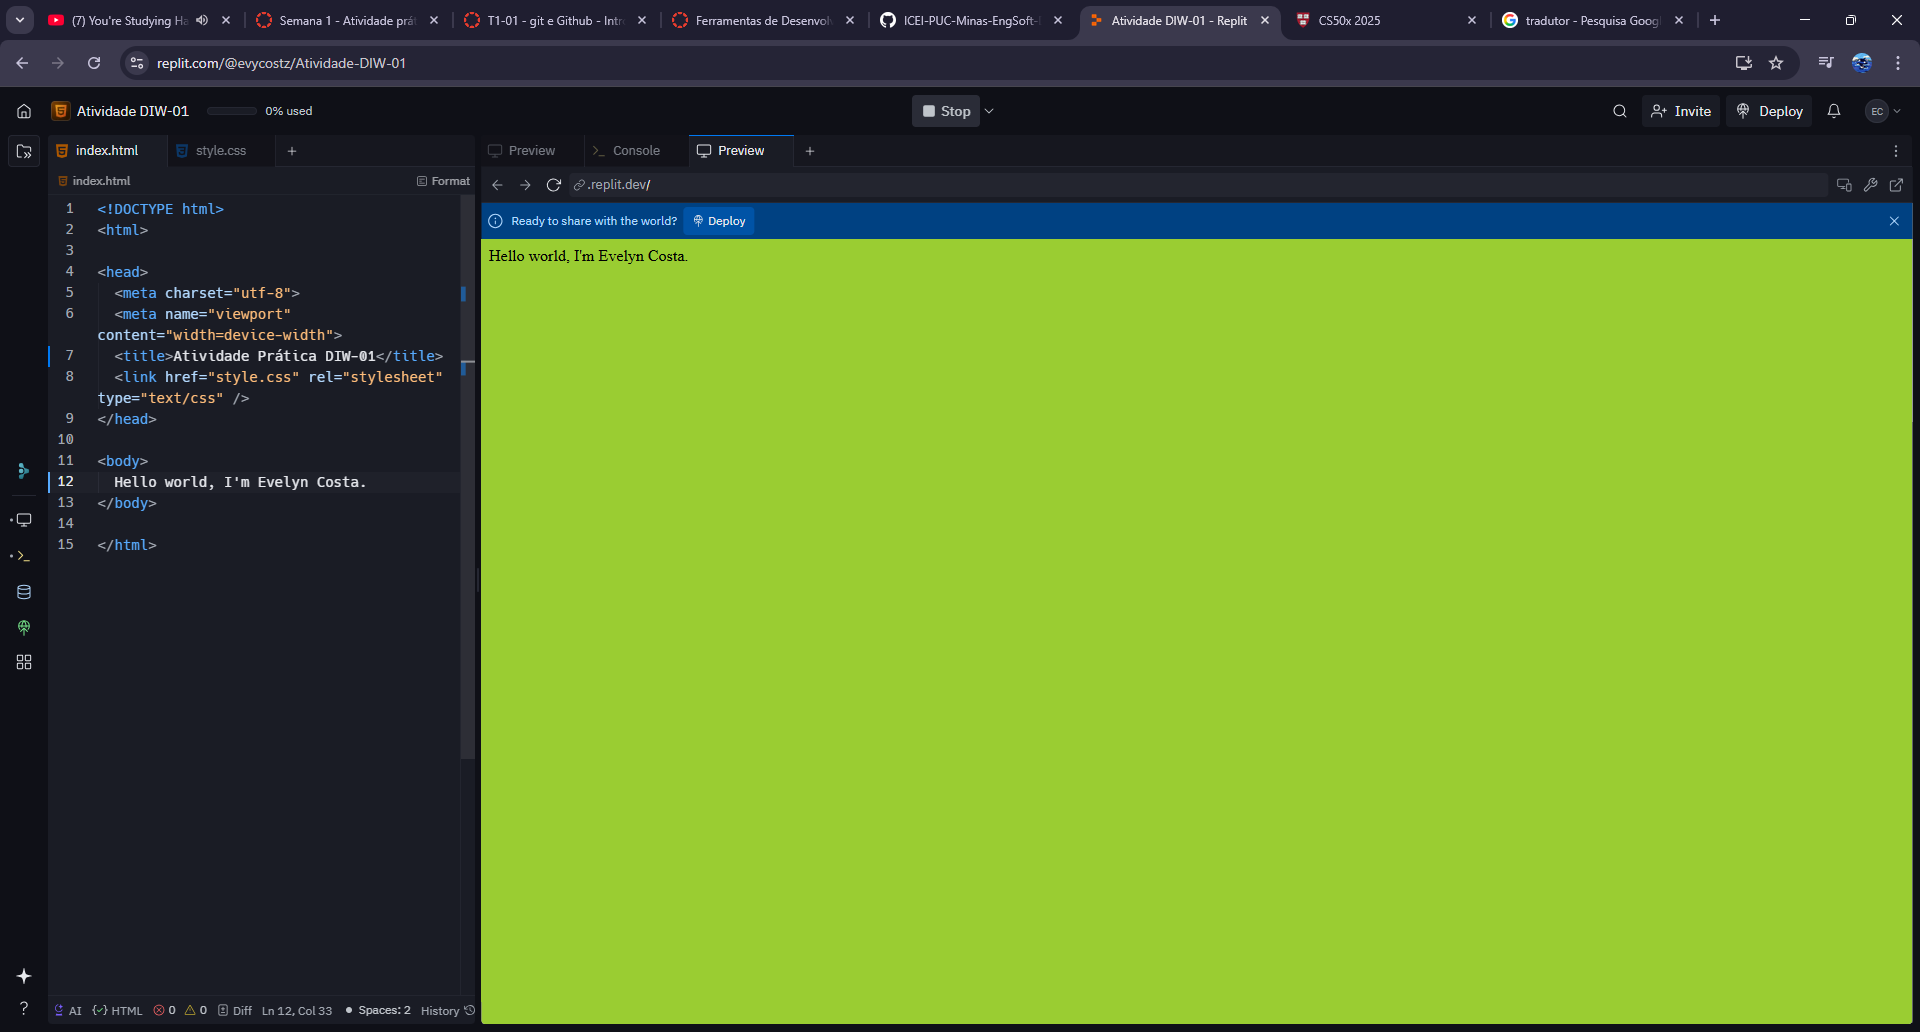 (7) You're Studying Ha
Semana 1 - Atividade prát
T1-01 - git e Github - Intr
Ferramentas de Desenvol
ICEI-PUC-Minas-EngSoft-
Atividade DIW-01 - Replit
CS50x 2025
tradutor - Pesquisa Goog
replit.com/@evycostz/Atividade-DIW-01
Atividade DIW-01
0% used
Stop
Invite
Deploy
EC
index.html
style.css
Preview
Console
Preview
index.html
Format
.replit.dev/
Ready to share with the world?
Deploy
1 <!DOCTYPE html>
2 <html>
3
4 <head>
5 <meta charset="utf-8">
6 <meta name="viewport"
content="width=device-width">
7 <title>Atividade Prática DIW-01</title>
8 <link href="style.css" rel="stylesheet"
type="text/css" />
9 </head>
10
11 <body>
12 Hello world, I'm Evelyn Costa.
13 </body>
14
15 </html>
Hello world, I'm Evelyn Costa.
AI
HTML
0
0
Diff
Ln 12, Col 33
Spaces: 2
History